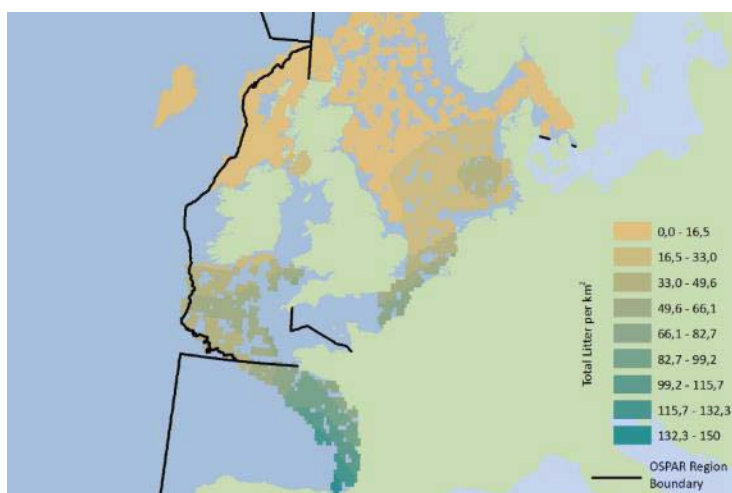 Total Litter per km²
0,0 - 16,5
16,5 - 33,0
33,0 - 49,6
49,6 - 66,1
66,1 - 82,7
82,7 - 99,2
99,2 - 115,7
115,7 - 132,3
132,3 - 150
OSPAR Region
Boundary